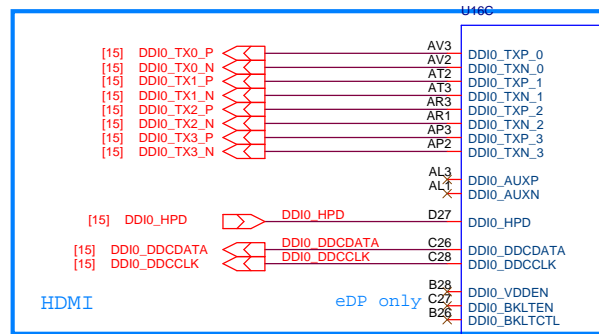 U16C
[15] DDI0_TX0_P AV3 DDI0_TXP_0
[15] DDI0_TX0_N AV2 DDI0_TXN_0
[15] DDI0_TX1_P AT2 DDI0_TXP_1
[15] DDI0_TX1_N AT3 DDI0_TXN_1
[15] DDI0_TX2_P AR3 DDI0_TXP_2
[15] DDI0_TX2_N AR1 DDI0_TXN_2
[15] DDI0_TX3_P AP3 DDI0_TXP_3
[15] DDI0_TX3_N AP2 DDI0_TXN_3
AL3 DDI0_AUXP
AL1 DDI0_AUXN
[15] DDI0_HPD DDI0_HPD D27 DDI0_HPD
[15] DDI0_DDCDATA DDI0_DDCDATA C26 DDI0_DDCDATA
[15] DDI0_DDCCLK DDI0_DDCCLK C28 DDI0_DDCCLK
B28 DDI0_VDDEN
HDMI eDP only C27 DDI0_BKLTEN
B26 DDI0_BKLTCTL